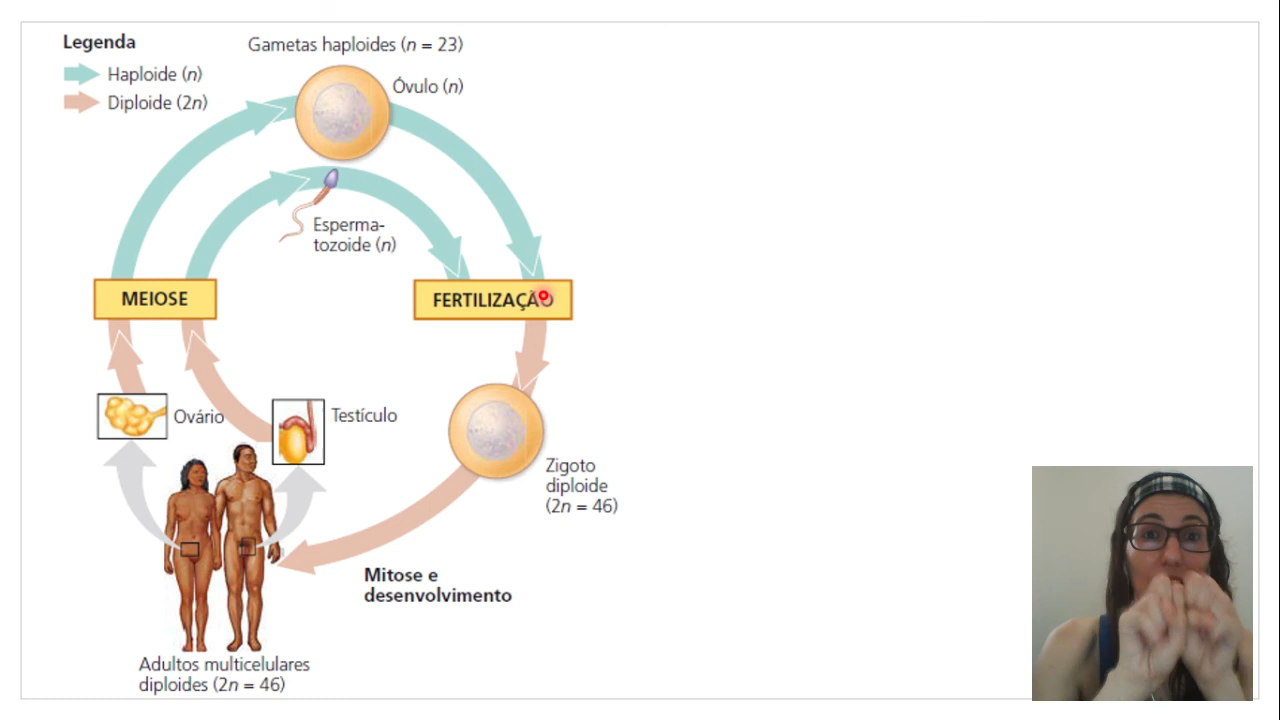 Legenda
Haploide (n)
Diploide (2n)
Gametas haploides (n = 23)
Óvulo (n)
Esperma-
tozoide (n)
MEIOSE
FERTILIZAÇÃO
Ovário
Testículo
Zigoto
diploide
(2n = 46)
Mitose e
desenvolvimento
Adultos multicelulares
diploides (2n = 46)